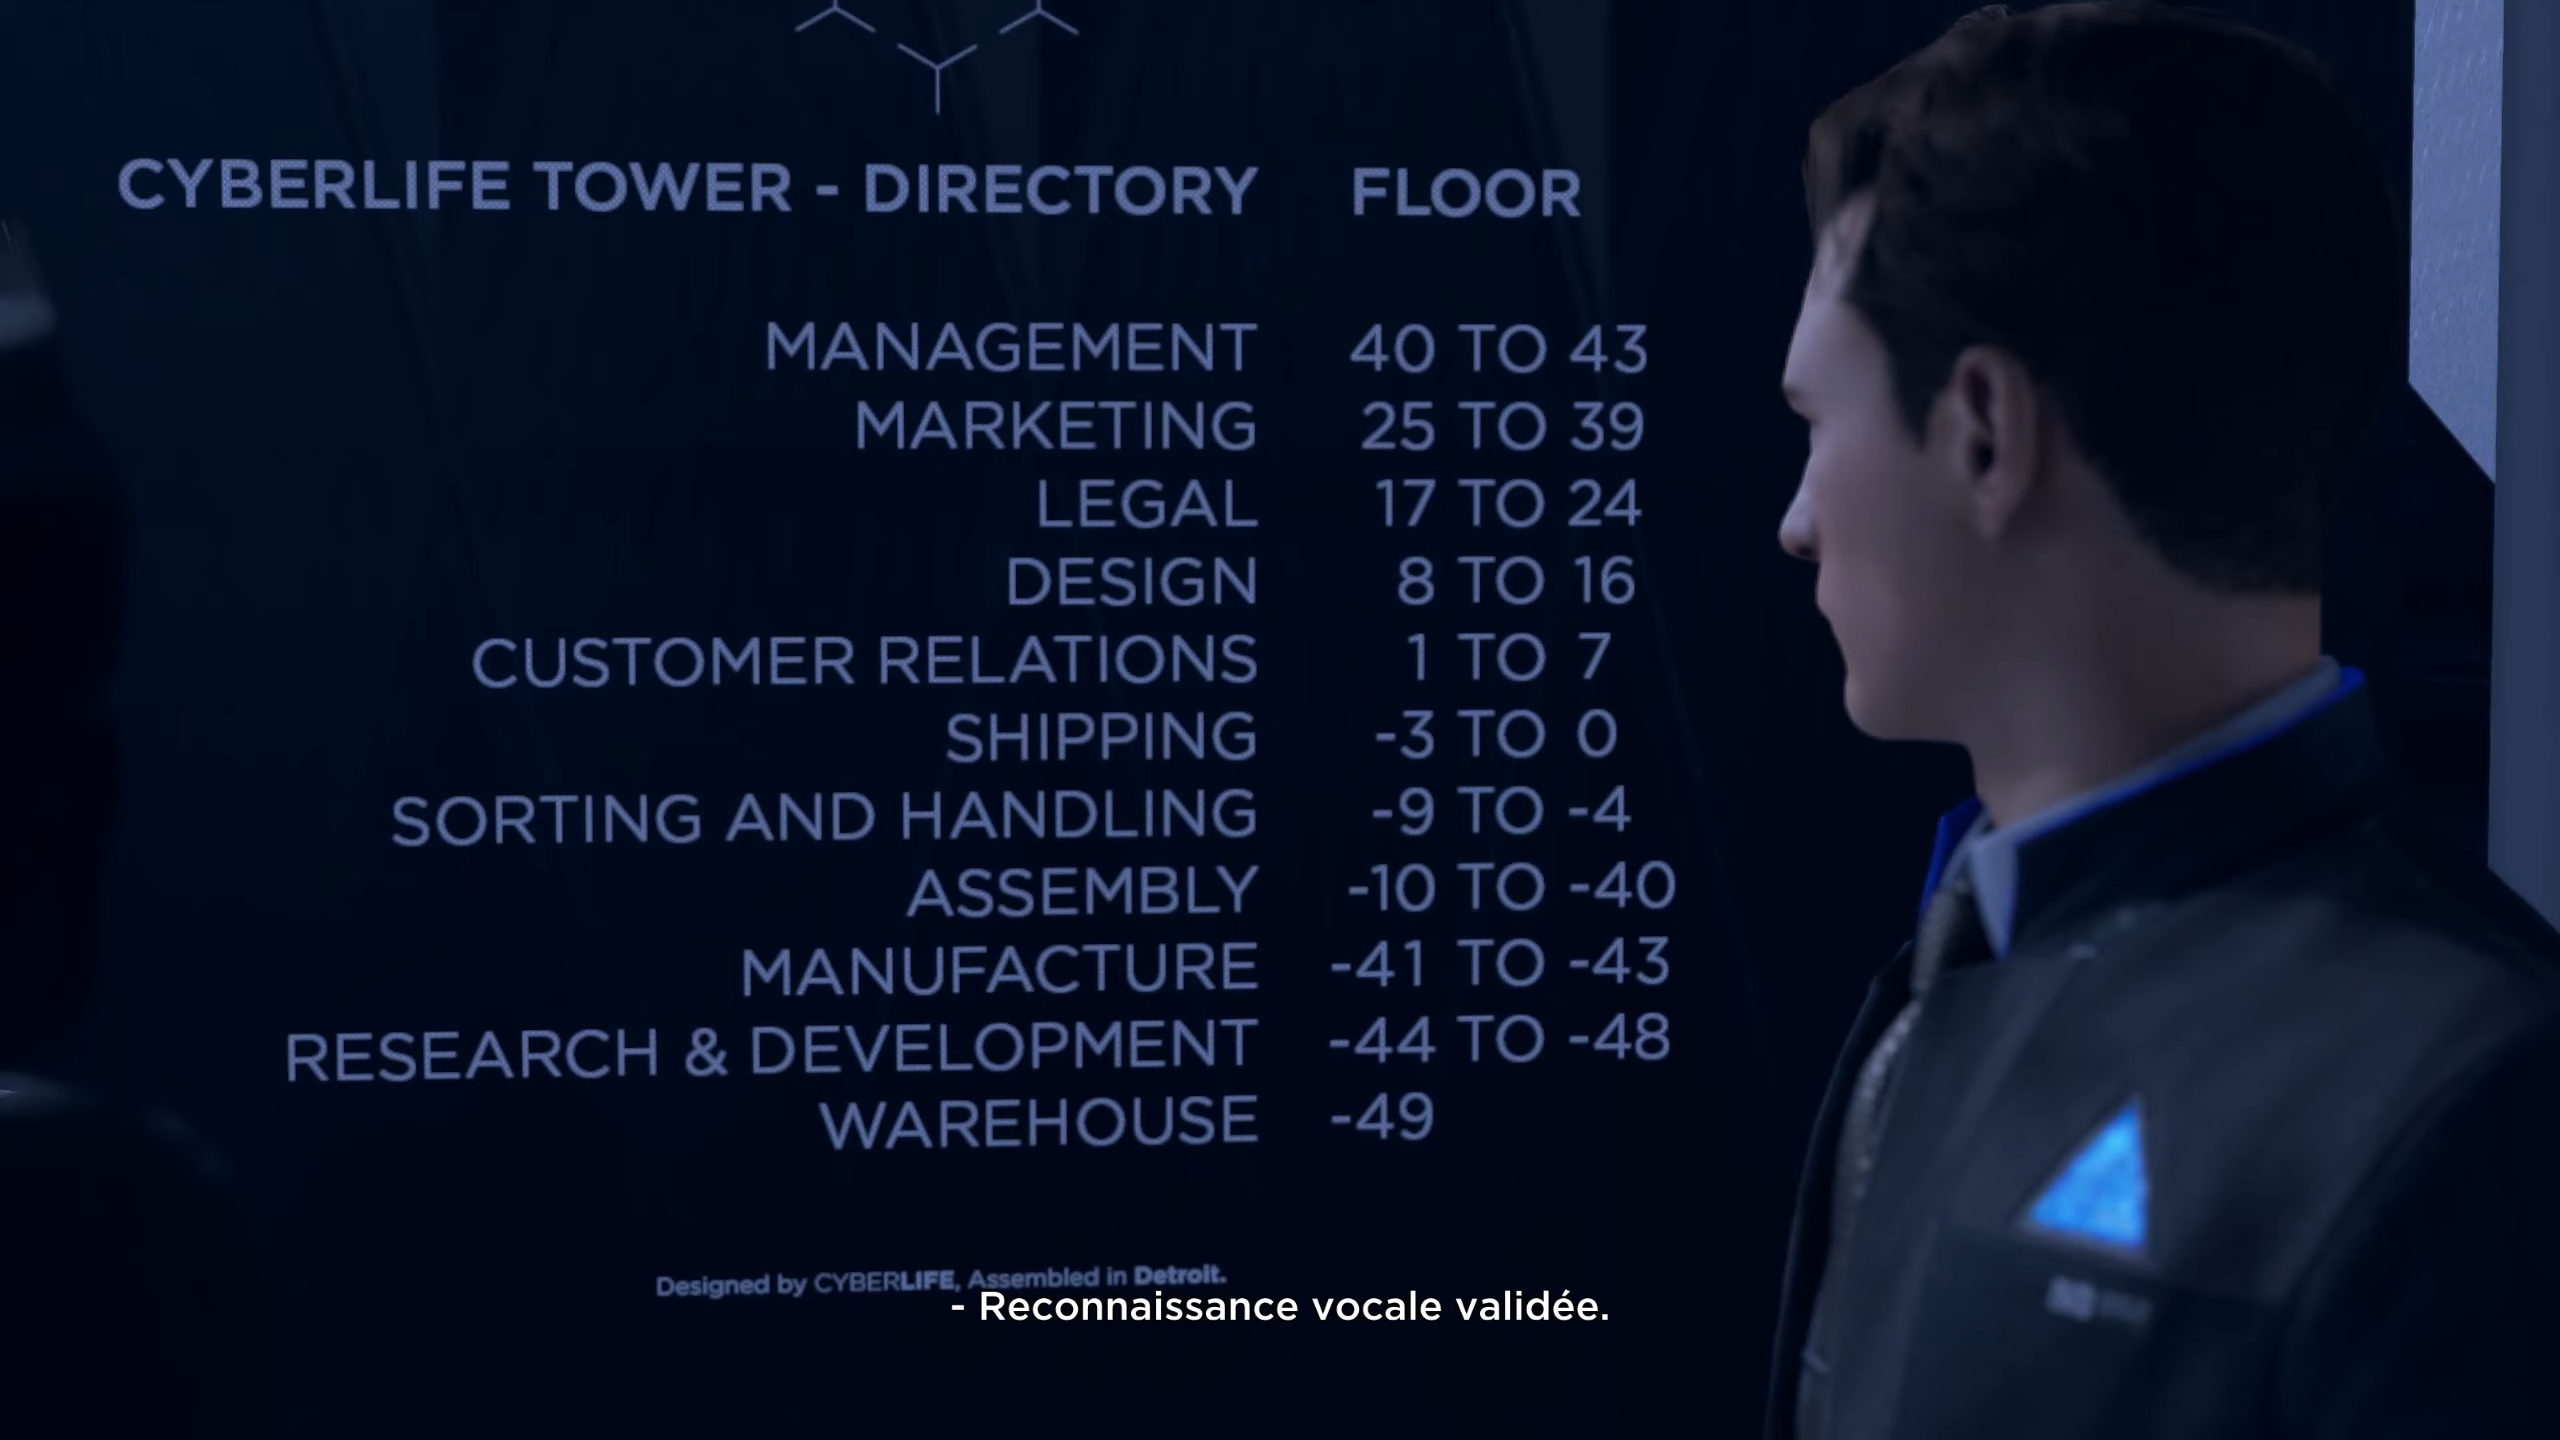 CYBERLIFE TOWER - DIRECTORY FLOOR
MANAGEMENT 40 TO 43
MARKETING 25 TO 39
LEGAL 17 TO 24
DESIGN 8 TO 16
CUSTOMER RELATIONS 1 TO 7
SHIPPING -3 TO 0
SORTING AND HANDLING -9 TO -4
ASSEMBLY -10 TO -40
MANUFACTURE -41 TO -43
RESEARCH & DEVELOPMENT -44 TO -48
WAREHOUSE -49
Designed by CYBERLIFE, Assembled in Detroit.
- Reconnaissance vocale validée.